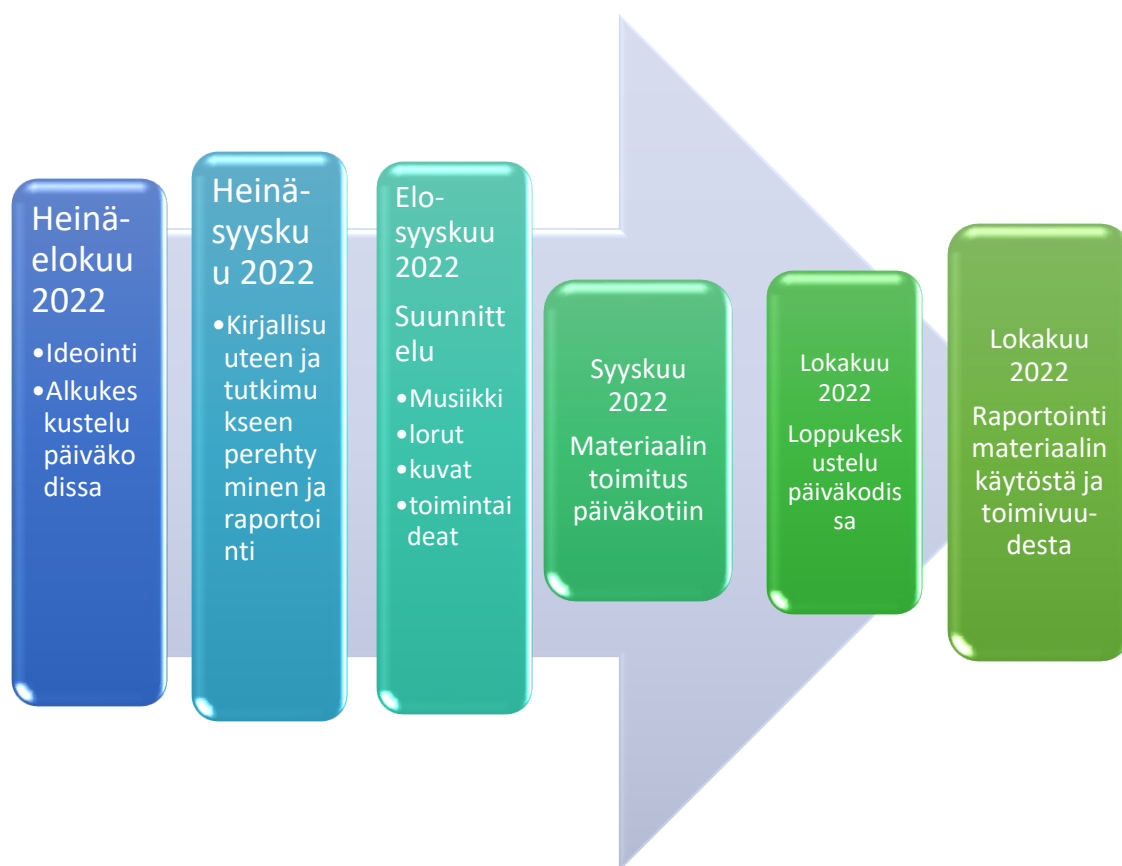 Heinä-
elokuu
2022
•Ideointi
•Alkukes
kustelu
päiväko
dissa
Heinä-
syysku
u 2022
•Kirjallisu
uteen ja
tutkimu
kseen
perehty
minen ja
raportoi
nti
Elo-
syyskuu
2022
Suunnitt
elu
•Musiikki
•lorut
•kuvat
•toimintai
deat
Syyskuu
2022
Materiaalin
toimitus
päiväkotiin
Lokakuu
2022
Loppukesk
ustelu
päiväkodis
sa
Lokakuu
2022
Raportointi
materiaalin
käytöstä ja
toimivuu-
desta